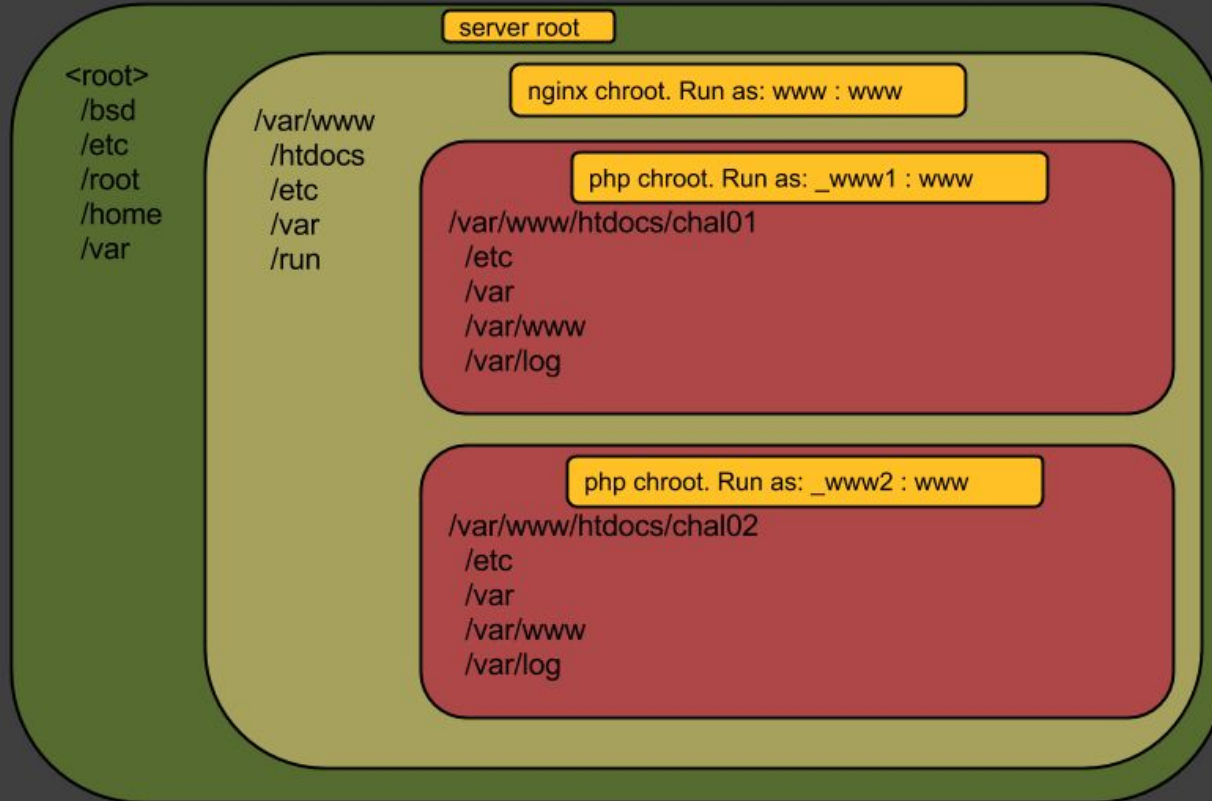 server root
<root>
/bsd
/etc
/root
/home
/var
nginx chroot. Run as: www : www
/var/www
/htdocs
/etc
/var
/run
php chroot. Run as: _www1 : www
/var/www/htdocs/chal01
/etc
/var
/var/www
/var/log
php chroot. Run as: _www2 : www
/var/www/htdocs/chal02
/etc
/var
/var/www
/var/log